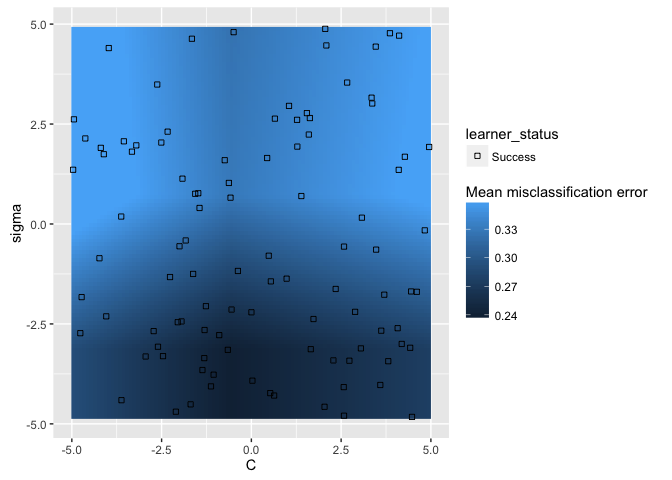 5.0
2.5
0.0
-2.5
-5.0
sigma
-5.0 -2.5 0.0 2.5 5.0
C
learner_status
Success
Mean misclassification error
0.33
0.30
0.27
0.24